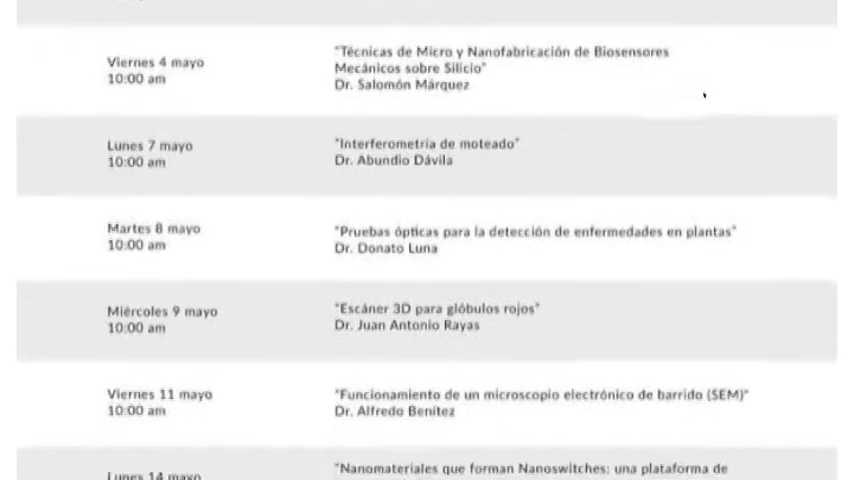 Viernes 4 mayo
10:00 am
"Técnicas de Micro y Nanofabricación de Biosensores
Mecánicos sobre Silicio"
Dr. Salomón Márquez
Lunes 7 mayo
10:00 am
"Interferometría de moteado"
Dr. Abundio Dávila
Martes 8 mayo
10:00 am
"Pruebas ópticas para la detección de enfermedades en plantas"
Dr. Donato Luna
Miércoles 9 mayo
10:00 am
"Escáner 3D para glóbulos rojos"
Dr. Juan Antonio Rayas
Viernes 11 mayo
10:00 am
"Funcionamiento de un microscopio electrónico de barrido (SEM)"
Dr. Alfredo Benítez
Lunes 14 mayo
"Nanomateriales que forman Nanoswitches: una plataforma de